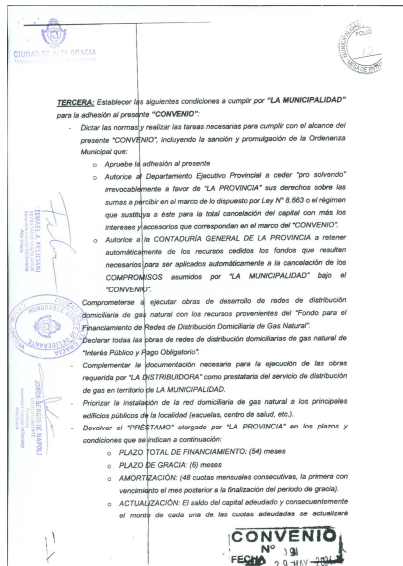 CIUDAD DE ALTA GRACIA
FOLIO
TERCERA: Establecer las siguientes condiciones a cumplir por "LA MUNICIPALIDAD"
para la adhesión al presente "CONVENIO":
- Dictar las normas y realizar las tareas necesarias para cumplir con el alcance del
presente "CONVENIO", incluyendo la sanción y promulgación de la Ordenanza
Municipal que:
o Apruebe la adhesión al presente
o Autorice al Departamento Ejecutivo Provincial a ceder "pro solvendo"
irrevocablemente a favor de "LA PROVINCIA" sus derechos sobre las
sumas a percibir en el marco de lo dispuesto por Ley N° 8.663 o el régimen
que sustituya a éste para la total cancelación del capital con más los
intereses y accesorios que correspondan en el marco del "CONVENIO".
o Autorice a la CONTADURÍA GENERAL DE LA PROVINCIA a retener
automáticamente de los recursos cedidos los fondos que resulten
necesarios para ser aplicados automáticamente a la cancelación de los
COMPROMISOS asumidos por "LA MUNICIPALIDAD" bajo el
"CONVENIO".
Comprometerse a ejecutar obras de desarrollo de redes de distribución
domiciliaria de gas natural con los recursos provenientes del "Fondo para el
Financiamiento de Redes de Distribución Domiciliaria de Gas Natural".
Declarar todas las obras de redes de distribución domiciliarias de gas natural de
"Interés Público y Pago Obligatorio".
- Complementar la documentación necesaria para la ejecución de las obras
requerida por "LA DISTRIBUIDORA" como prestataria del servicio de distribución
de gas en territorio de LA MUNICIPALIDAD.
- Priorizar la instalación de la red domiciliaria de gas natural a los principales
edificios públicos de la localidad (escuelas, centro de salud, etc.).
- Devolver el "PRÉSTAMO" otorgado por "LA PROVINCIA" en los plazos y
condiciones que se indican a continuación:
o PLAZO TOTAL DE FINANCIAMIENTO: (54) meses
o PLAZO DE GRACIA: (6) meses
o AMORTIZACIÓN: (48 cuotas mensuales consecutivas, la primera con
vencimiento el mes posterior a la finalización del período de gracia).
o ACTUALIZACIÓN: El saldo del capital adeudado y consecuentemente
el monto de cada una de las cuotas adeudadas se actualizará
ISMAEL A. FELICIANI
HONORABLE
DELIBERANTE
JORGE SERGIO DE NAPOLI
CONVENIO
N°
FECHA 29 MAY 2024